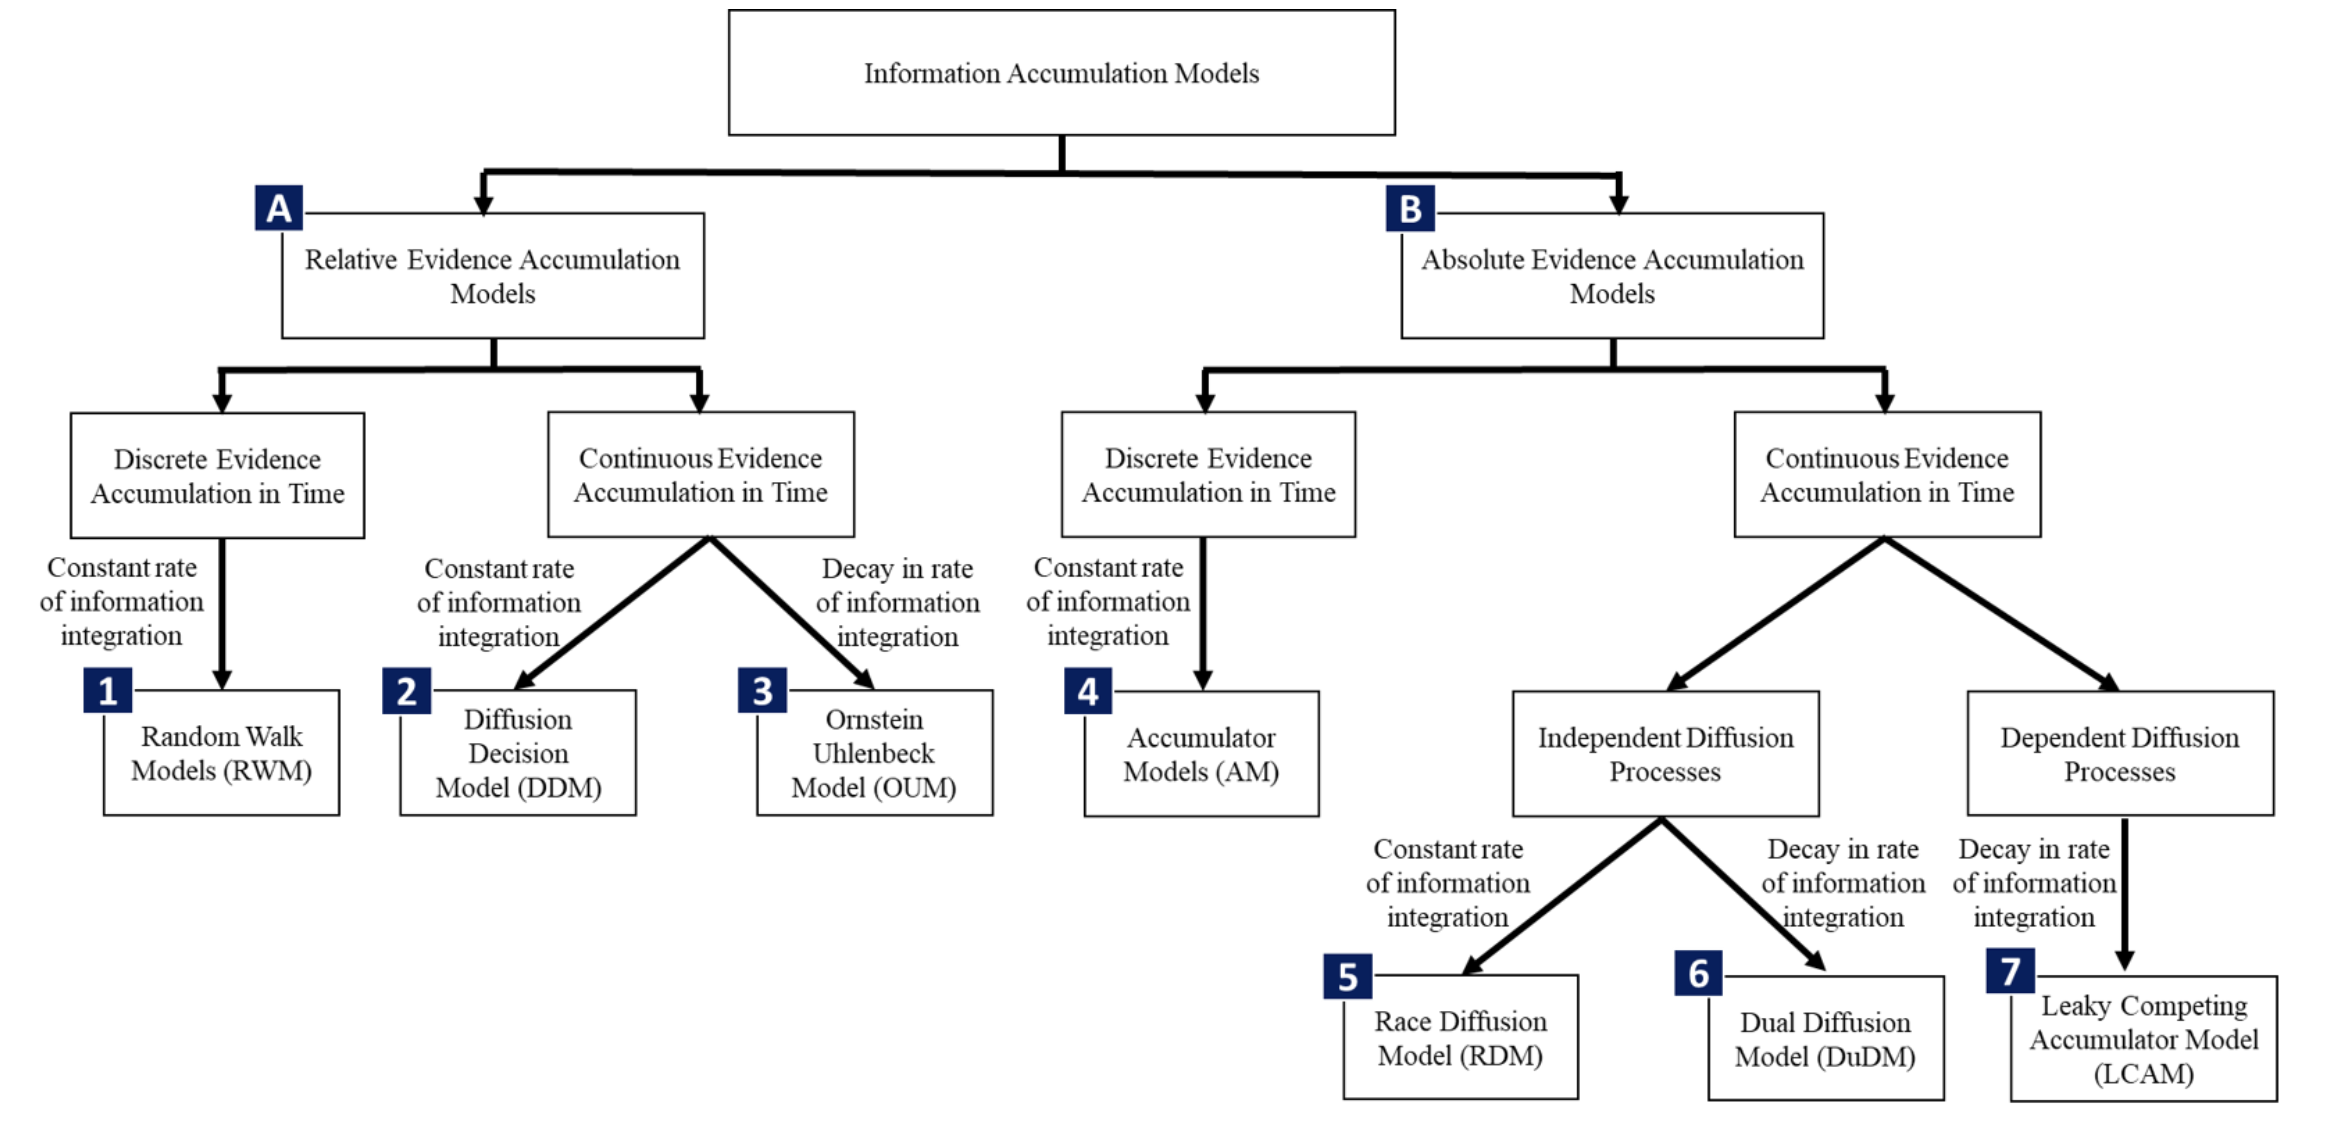 Information Accumulation Models
A
Relative Evidence Accumulation
Models
B
Absolute Evidence Accumulation
Models
Discrete Evidence
Accumulation in Time
Continuous Evidence
Accumulation in Time
Discrete Evidence
Accumulation in Time
Continuous Evidence
Accumulation in Time
Constant rate
of information
integration
Constant rate
of information
integration
Decay in rate
of information
integration
Constant rate
of information
integration
1
Random Walk
Models (RWM)
2
Diffusion
Decision
Model (DDM)
3
Ornstein
Uhlenbeck
Model (OUM)
4
Accumulator
Models (AM)
Independent Diffusion
Processes
Dependent Diffusion
Processes
Constant rate
of information
integration
Decay in rate
of information
integration
Decay in rate
of information
integration
5
Race Diffusion
Model (RDM)
6
Dual Diffusion
Model (DuDM)
7
Leaky Competing
Accumulator Model
(LCAM)